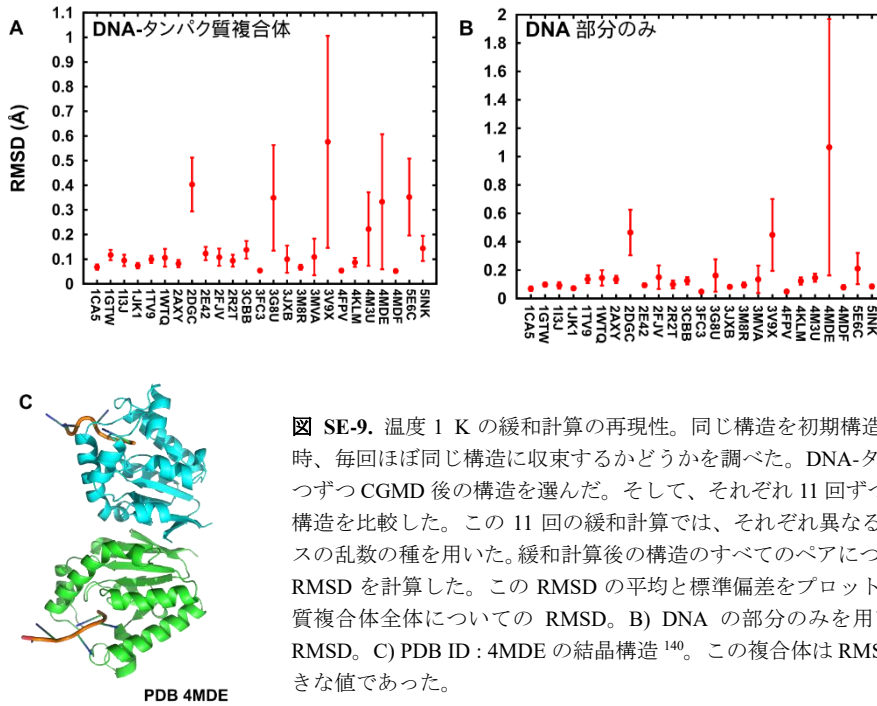 A
DNA-タンパク質複合体
RMSD (Å)
1.1
1
0.9
0.8
0.7
0.6
0.5
0.4
0.3
0.2
0.1
0
1CA5
1GTW
1I3J
1JK1
1TV9
1WTQ
2AXY
2DGC
2E42
2FJV
2R2T
3CBB
3FC3
3G8U
3JXB
3M8R
3MVA
3V9X
4FPV
4KLM
4M3U
4MDE
4MDF
5E6C
5INK
B
DNA 部分のみ
2
1.8
1.6
1.4
1.2
1
0.8
0.6
0.4
0.2
0
1CA5
1GTW
1I3J
1JK1
1TV9
1WTQ
2AXY
2DGC
2E42
2FJV
2R2T
3CBB
3FC3
3G8U
3JXB
3M8R
3MVA
3V9X
4FPV
4KLM
4M3U
4MDE
4MDF
5E6C
5INK
C
PDB 4MDE
図 SE-9. 温度 1 K の緩和計算の再現性。同じ構造を初期構造
時、毎回ほぼ同じ構造に収束するかどうかを調べた。DNA-タ
つずつ CGMD 後の構造を選んだ。そして、それぞれ 11 回ずつ
構造を比較した。この 11 回の緩和計算では、それぞれ異なる
スの乱数の種を用いた。緩和計算後の構造のすべてのペアにつ
RMSD を計算した。この RMSD の平均と標準偏差をプロット
質複合体全体についての RMSD。B) DNA の部分のみを用
RMSD。C) PDB ID : 4MDE の結晶構造 140。この複合体は RMS
きな値であった。